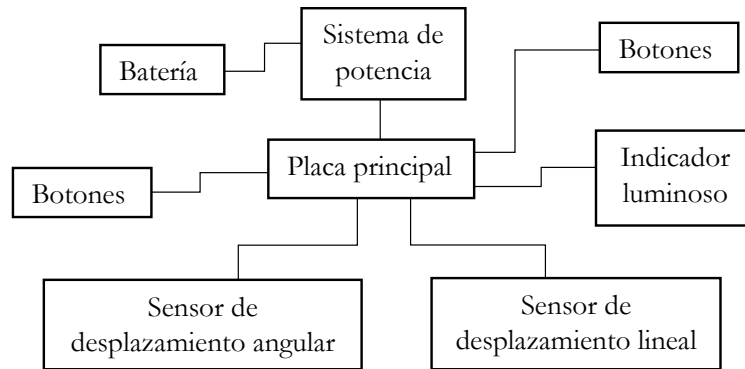 Sistema de
potencia
Botones
Batería
Placa principal
Indicador
luminoso
Botones
Sensor de
desplazamiento angular
Sensor de
desplazamiento lineal